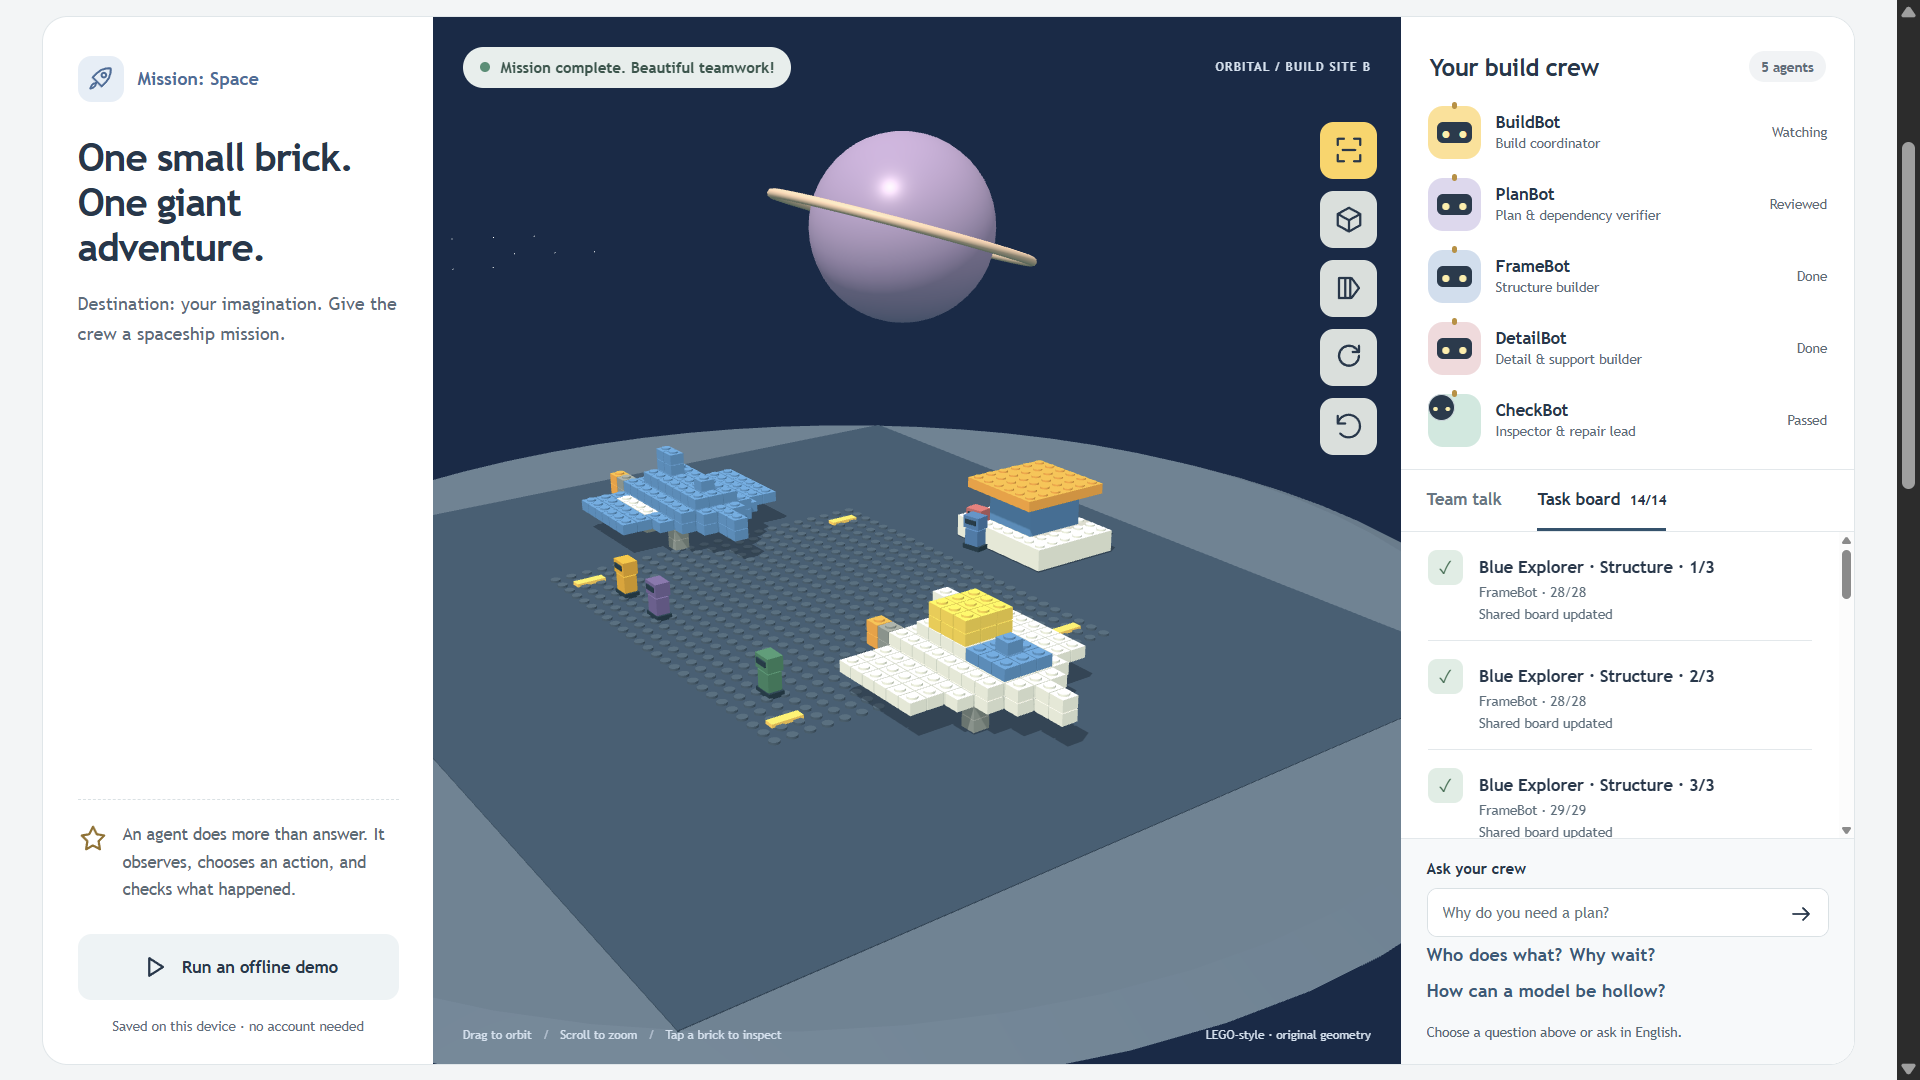 Mission: Space
One small brick.
One giant
adventure.
Destination: your imagination. Give the
crew a spaceship mission.
An agent does more than answer. It
observes, chooses an action, and
checks what happened.
Run an offline demo
Saved on this device · no account needed
Mission complete. Beautiful teamwork!
ORBITAL / BUILD SITE B
Drag to orbit / Scroll to zoom / Tap a brick to inspect
LEGO-style · original geometry
Your build crew
5 agents
BuildBot
Build coordinator
Watching
PlanBot
Plan & dependency verifier
Reviewed
FrameBot
Structure builder
Done
DetailBot
Detail & support builder
Done
CheckBot
Inspector & repair lead
Passed
Team talk
Task board 14/14
Blue Explorer · Structure · 1/3
FrameBot · 28/28
Shared board updated
Blue Explorer · Structure · 2/3
FrameBot · 28/28
Shared board updated
Blue Explorer · Structure · 3/3
FrameBot · 29/29
Shared board updated
Ask your crew
Why do you need a plan?
Who does what? Why wait?
How can a model be hollow?
Choose a question above or ask in English.